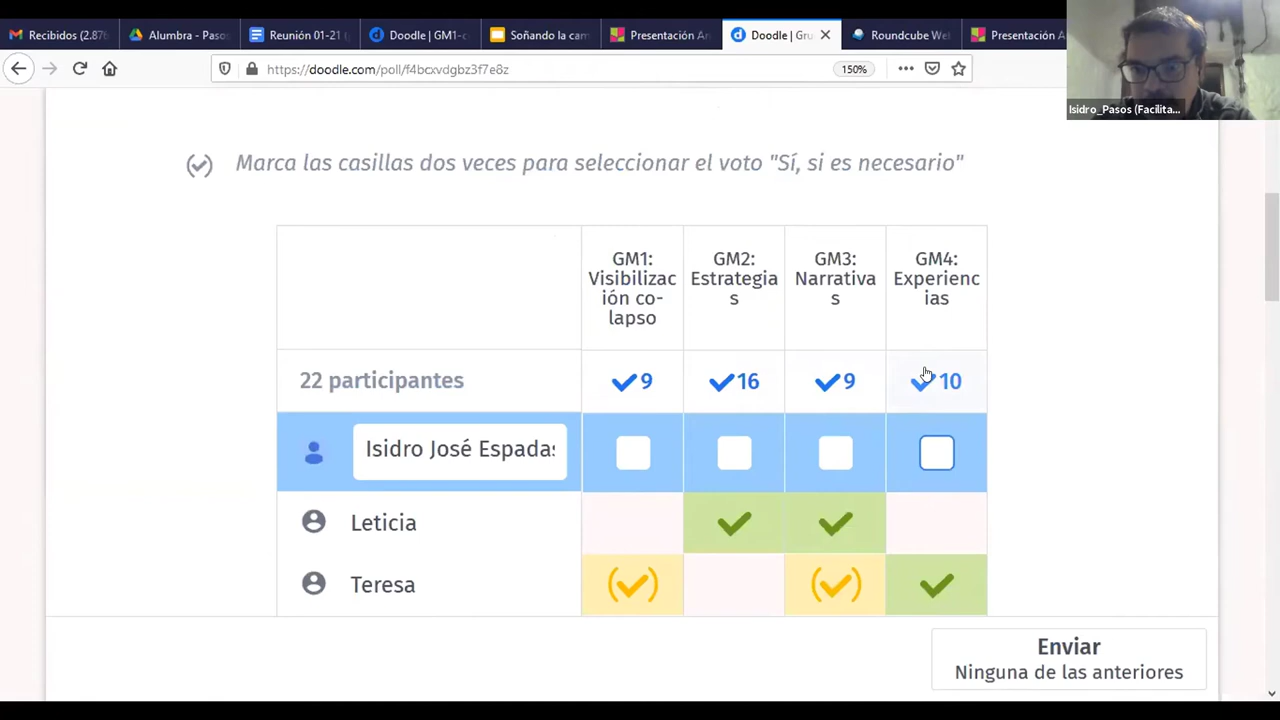 Recibidos (2.876
Alumbra - Paso
Reunión 01-21 (
Doodle | GM1-c
Soñando la cam
Presentación An
Doodle | Gru
Roundcube We
Presentación A
https://doodle.com/poll/f4bcxvdgbz3f7e8z
150%
Isidro_Pasos (Facilita...
Marca las casillas dos veces para seleccionar el voto "Sí, si es necesario"
GM1:
Visibilizac
ión co-
lapso
GM2:
Estrategia
s
GM3:
Narrativa
s
GM4:
Experienc
ias
22 participantes
9
16
9
10
Isidro José Espadas
Leticia
Teresa
Enviar
Ninguna de las anteriores